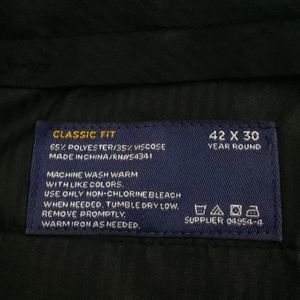 CLASSIC FIT
42 X 30
65% POLYESTER/35% VISCOSE
YEAR ROUND
MADE IN CHINA/RN#54341
MACHINE WASH WARM
WITH LIKE COLORS.
USE ONLY NON-CHLORINE BLEACH
WHEN NEEDED. TUMBLE DRY LOW.
REMOVE PROMPTLY.
WARM IRON AS NEEDED.
SUPPLIER 04954-4